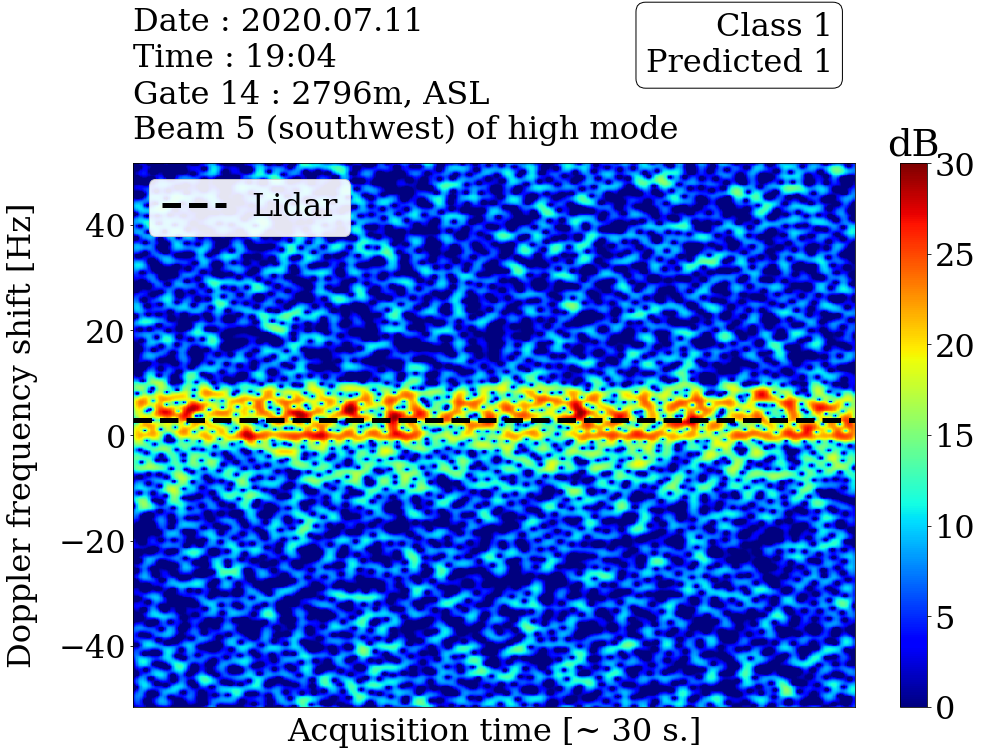 Date : 2020.07.11
Time : 19:04
Gate 14 : 2796m, ASL
Beam 5 (southwest) of high mode
Class 1
Predicted 1
dB
Lidar
Doppler frequency shift [Hz]
40
20
0
−20
−40
30
25
20
15
10
5
0
Acquisition time [~ 30 s.]